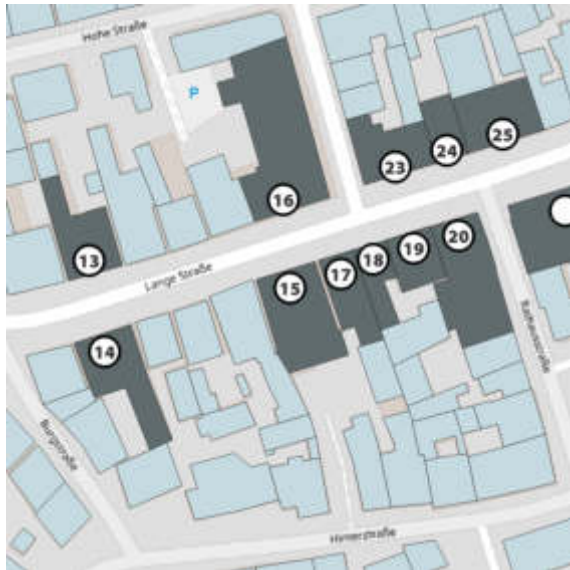 Hohe Straße
P
25
24
23
16
20
19
18
13
17
15
Lange Straße
14
Rathausstraße
Burgstraße
Hinterstraße